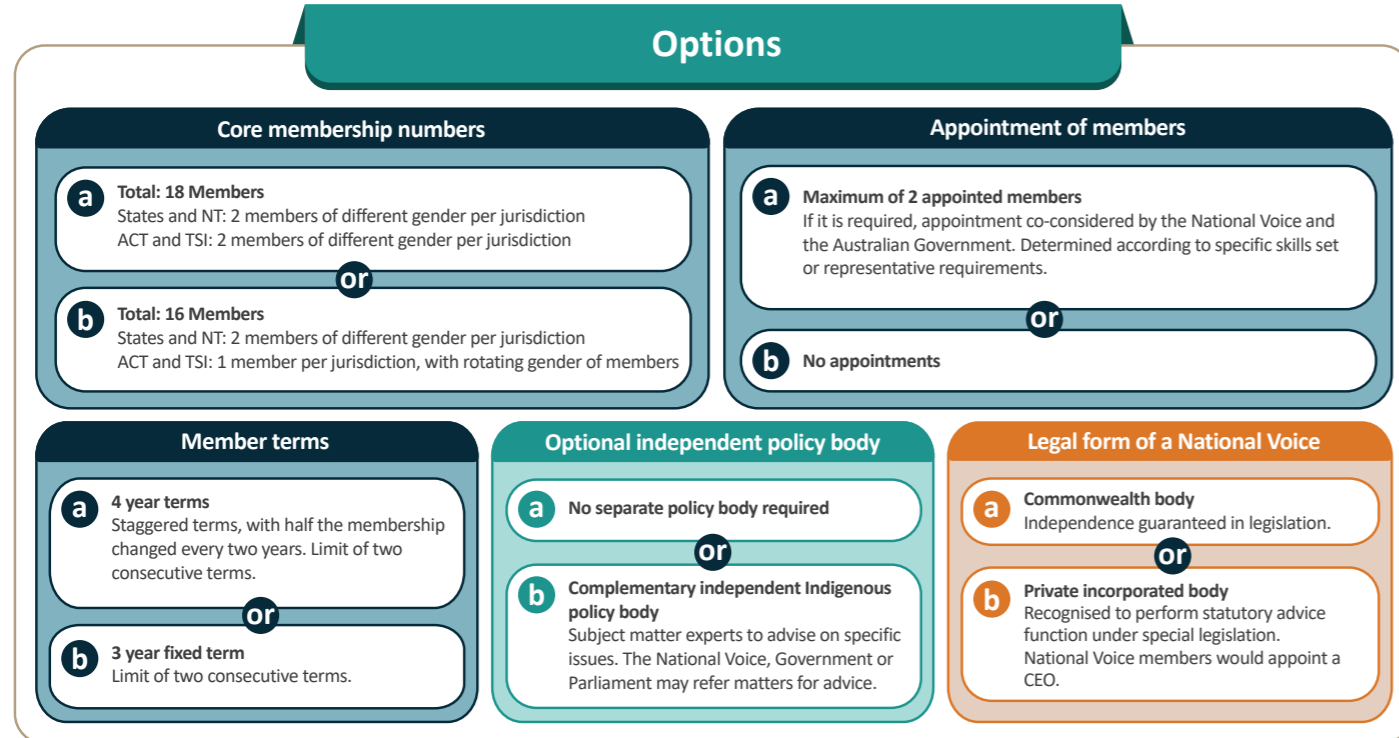 Options
Core membership numbers
a
Total: 18 Members
States and NT: 2 members of different gender per jurisdiction
ACT and TSI: 2 members of different gender per jurisdiction
or
b
Total: 16 Members
States and NT: 2 members of different gender per jurisdiction
ACT and TSI: 1 member per jurisdiction, with rotating gender of members
Appointment of members
a
Maximum of 2 appointed members
If it is required, appointment co-considered by the National Voice and
the Australian Government. Determined according to specific skills set
or representative requirements.
or
b
No appointments
Member terms
a
4 year terms
Staggered terms, with half the membership
changed every two years. Limit of two
consecutive terms.
or
b
3 year fixed term
Limit of two consecutive terms.
Optional independent policy body
a
No separate policy body required
or
b
Complementary independent Indigenous
policy body
Subject matter experts to advise on specific
issues. The National Voice, Government or
Parliament may refer matters for advice.
Legal form of a National Voice
a
Commonwealth body
Independence guaranteed in legislation.
or
b
Private incorporated body
Recognised to perform statutory advice
function under special legislation.
National Voice members would appoint a
CEO.